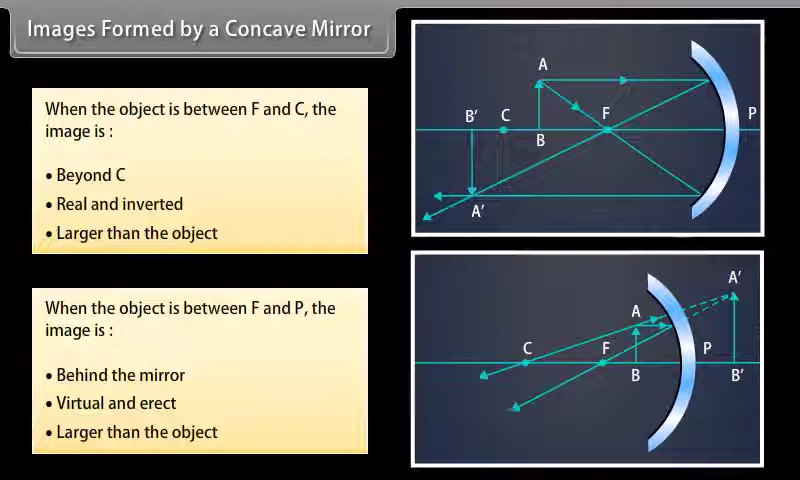 Images Formed by a Concave Mirror
When the object is between F and C, the
image is :
• Beyond C
• Real and inverted
• Larger than the object
A
B' C F P
B
A'
When the object is between F and P, the
image is :
• Behind the mirror
• Virtual and erect
• Larger than the object
A'
A
C F P
B B'